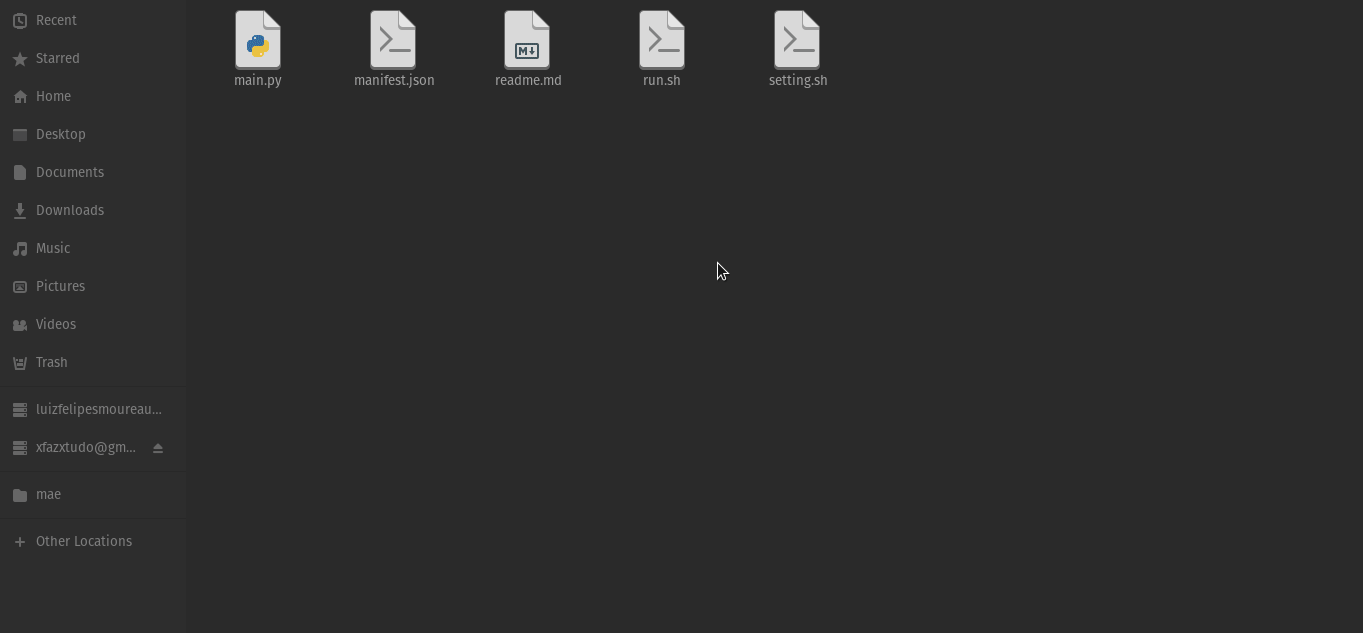 Recent
Starred
Home
Desktop
Documents
Downloads
Music
Pictures
Videos
Trash
luizfelipesmoureau...
xfazxtudo@gm...
mae
Other Locations
main.py manifest.json readme.md run.sh setting.sh